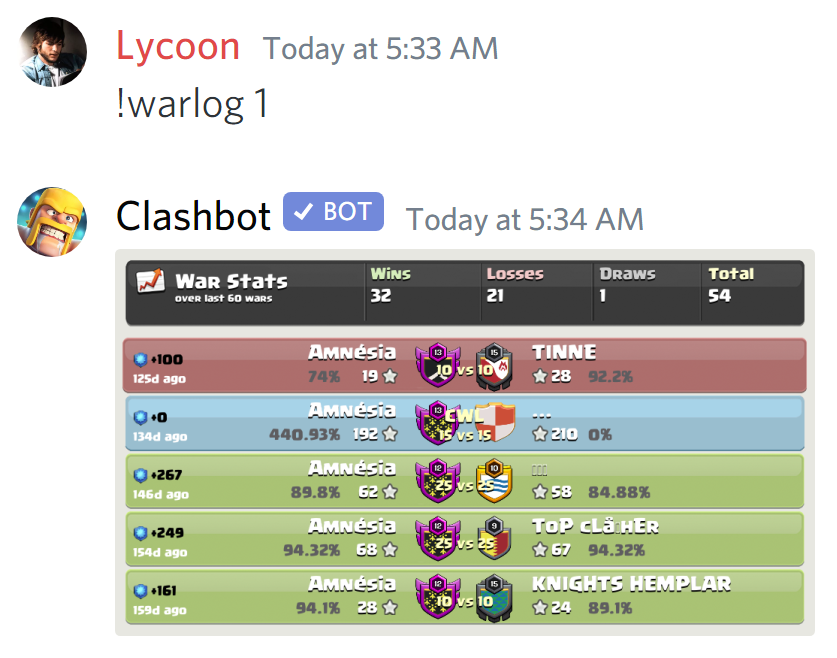 Lycoon Today at 5:33 AM
!warlog 1
Clashbot BOT Today at 5:34 AM
War Stats Wins Losses Draws Total
over last 60 wars 32 21 1 54
+100 Amnésia 13 15 TINNE
125d ago 74% 19 10 vs 10 28 92.2%
+0 Amnésia 13 CWL ...
134d ago 440.93% 192 15 vs 15 210 0%
+267 Amnésia 12 10
146d ago 89.8% 62 25 vs 25 58 84.88%
+249 Amnésia 12 9 ToP cLåHEr
154d ago 94.32% 68 25 vs 25 67 94.32%
+161 Amnésia 12 15 KNIGHTS HEMPLAR
159d ago 94.1% 28 10 vs 10 24 89.1%